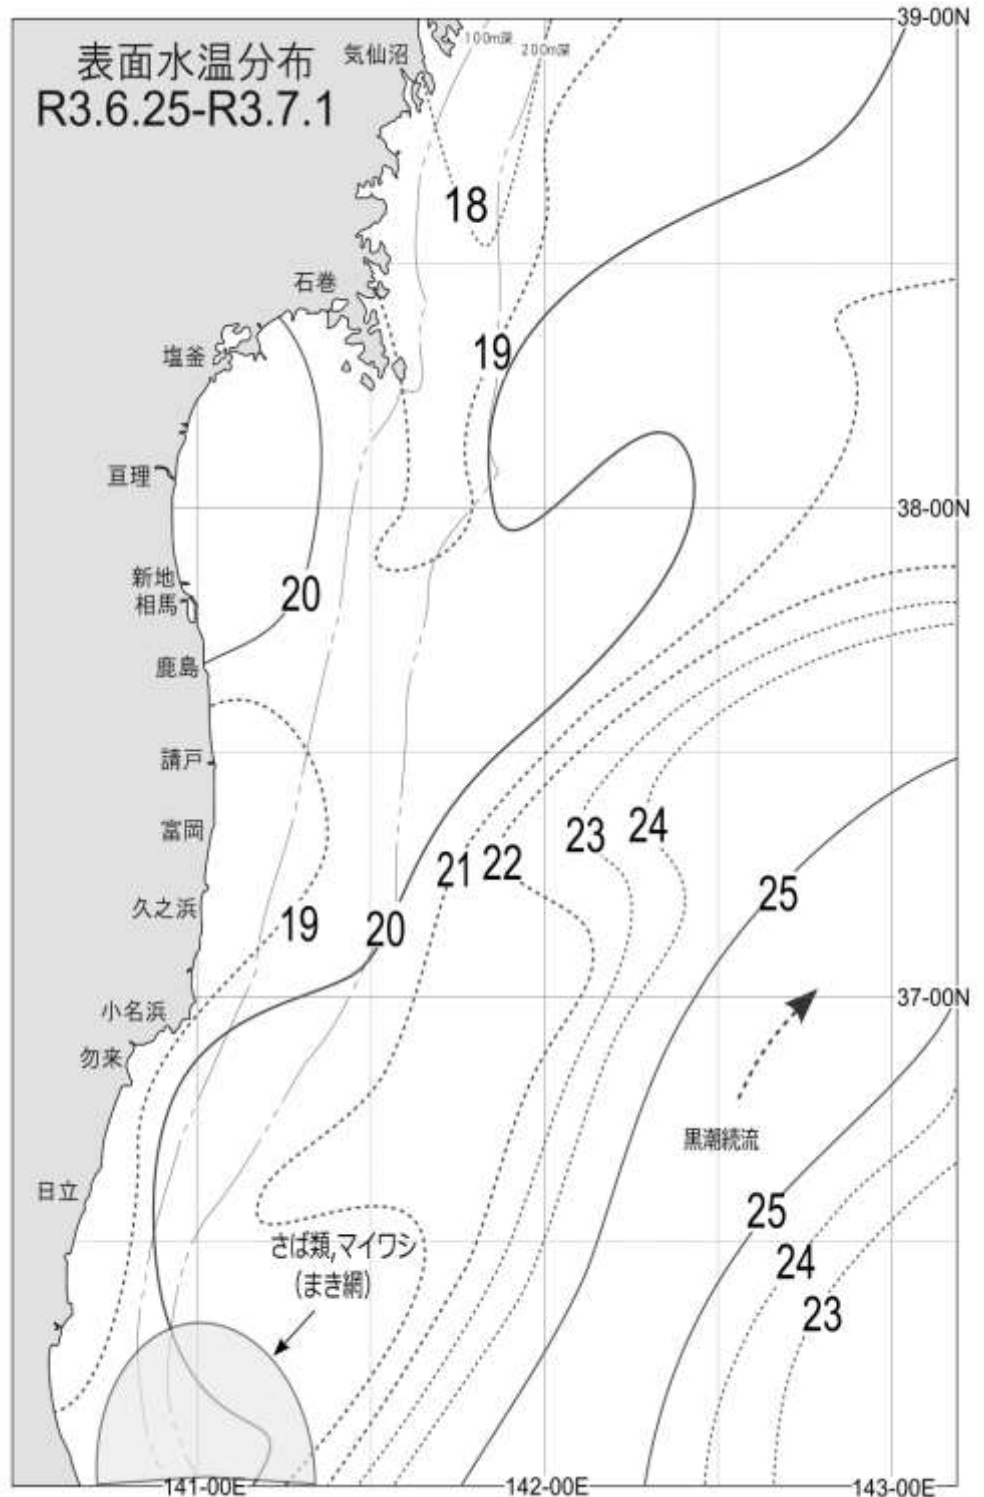 39-00N
100m深
200m深
気仙沼
表面水温分布
R3.6.25-R3.7.1
18
石巻
塩釜
19
亘理
38-00N
新地
相馬
20
鹿島
請戸
富岡
久之浜
19
20
21
22
23
24
25
37-00N
小名浜
勿来
黒潮続流
日立
さば類,マイワシ
(まき網)
25
24
23
141-00E
142-00E
143-00E